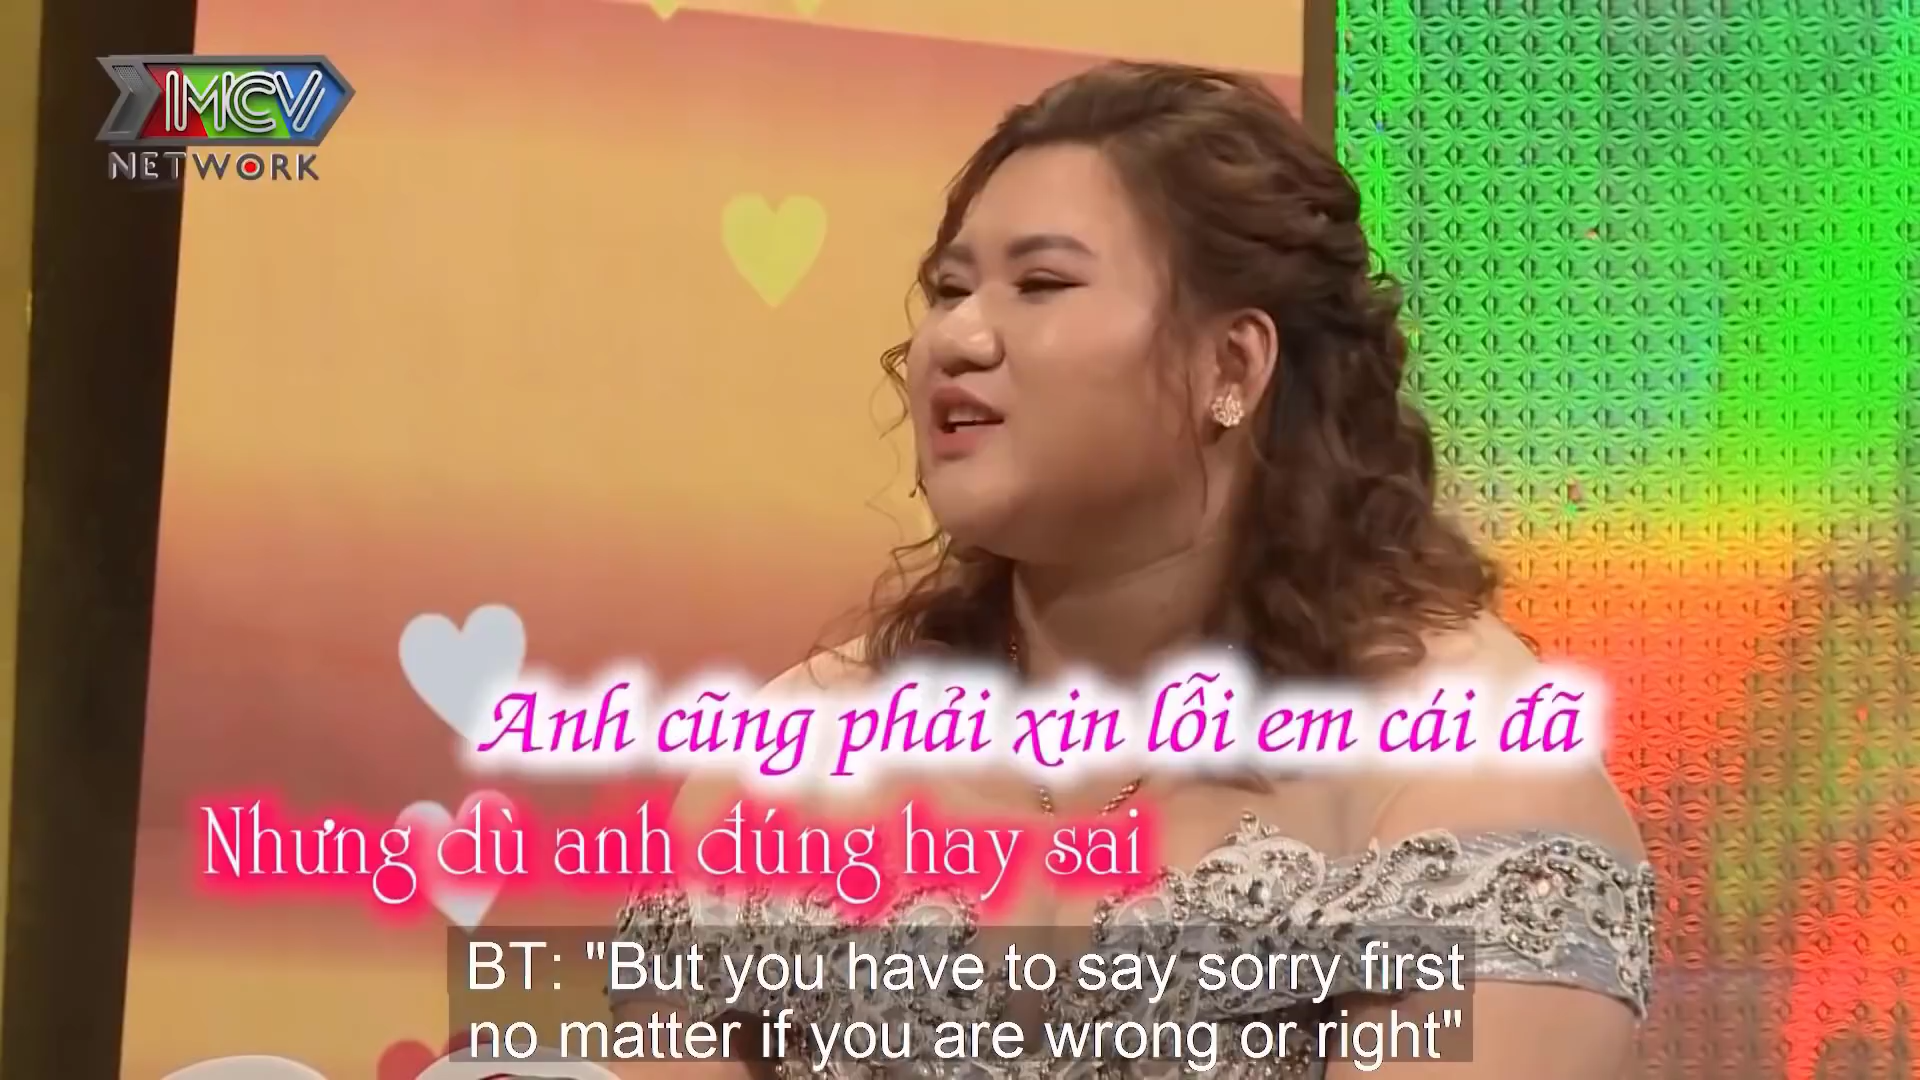 MCV
NETWORK
Anh cũng phải xin lỗi em cái đã
Nhưng dù anh đúng hay sai
BT: "But you have to say sorry first
no matter if you are wrong or right"